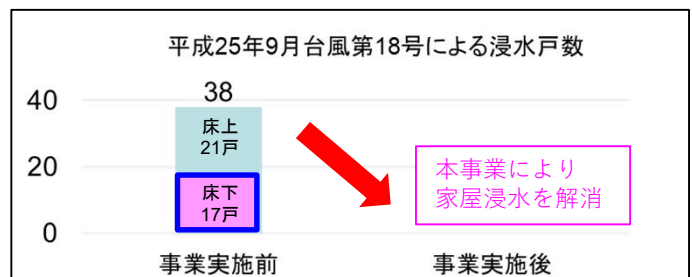 平成25年9月台風第18号による浸水戸数
40
38
床上
21戸
20
床下
17戸
0
本事業により
家屋浸水を解消
事業実施前
事業実施後